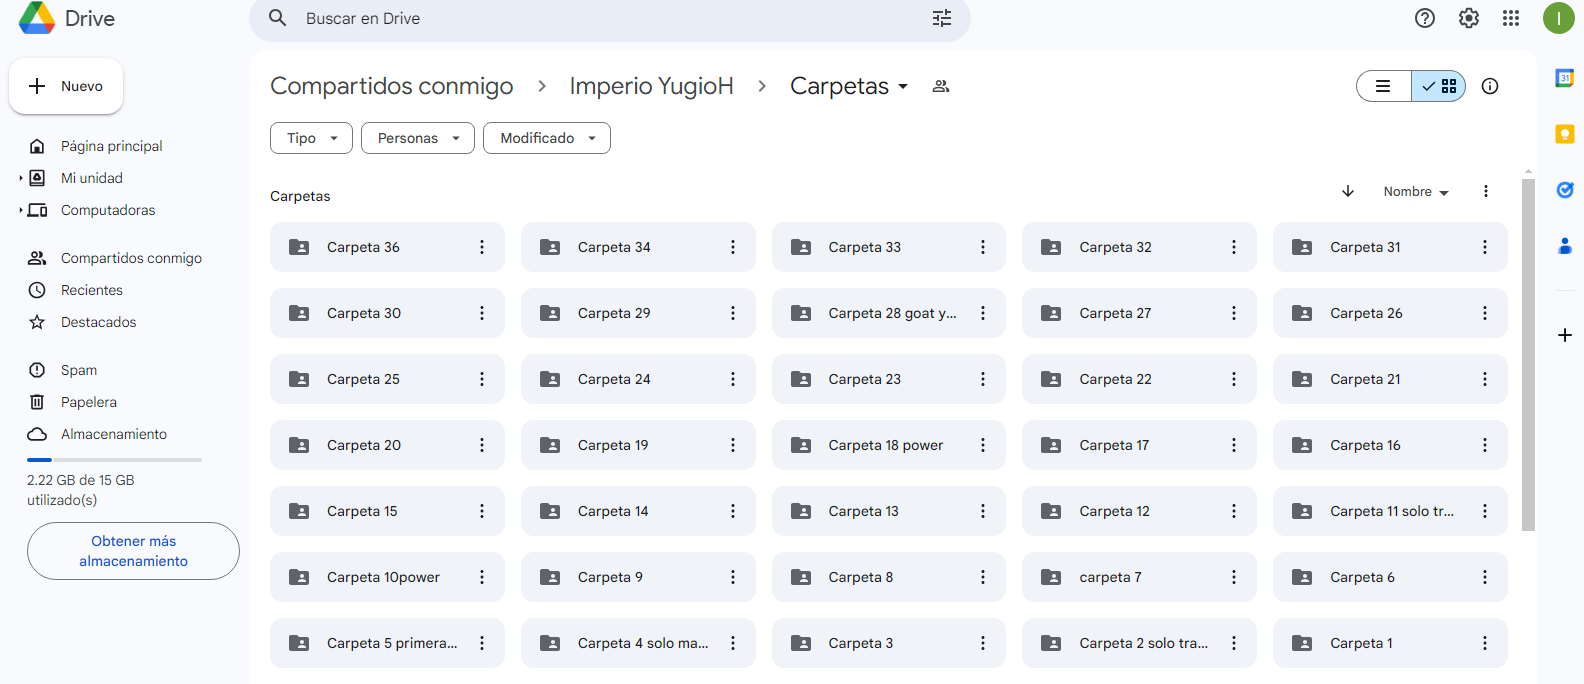 Drive
Buscar en Drive
I
Nuevo
Compartidos conmigo > Imperio YugioH > Carpetas
31
Tipo
Personas
Modificado
Página principal
Mi unidad
Computadoras
Compartidos conmigo
Recientes
Destacados
Spam
Papelera
Almacenamiento
2.22 GB de 15 GB
utilizado(s)
Obtener más
almacenamiento
Carpetas
Nombre
Carpeta 36
Carpeta 34
Carpeta 33
Carpeta 32
Carpeta 31
Carpeta 30
Carpeta 29
Carpeta 28 goat y...
Carpeta 27
Carpeta 26
Carpeta 25
Carpeta 24
Carpeta 23
Carpeta 22
Carpeta 21
Carpeta 20
Carpeta 19
Carpeta 18 power
Carpeta 17
Carpeta 16
Carpeta 15
Carpeta 14
Carpeta 13
Carpeta 12
Carpeta 11 solo tr...
Carpeta 10power
Carpeta 9
Carpeta 8
carpeta 7
Carpeta 6
Carpeta 5 primera...
Carpeta 4 solo ma...
Carpeta 3
Carpeta 2 solo tra...
Carpeta 1